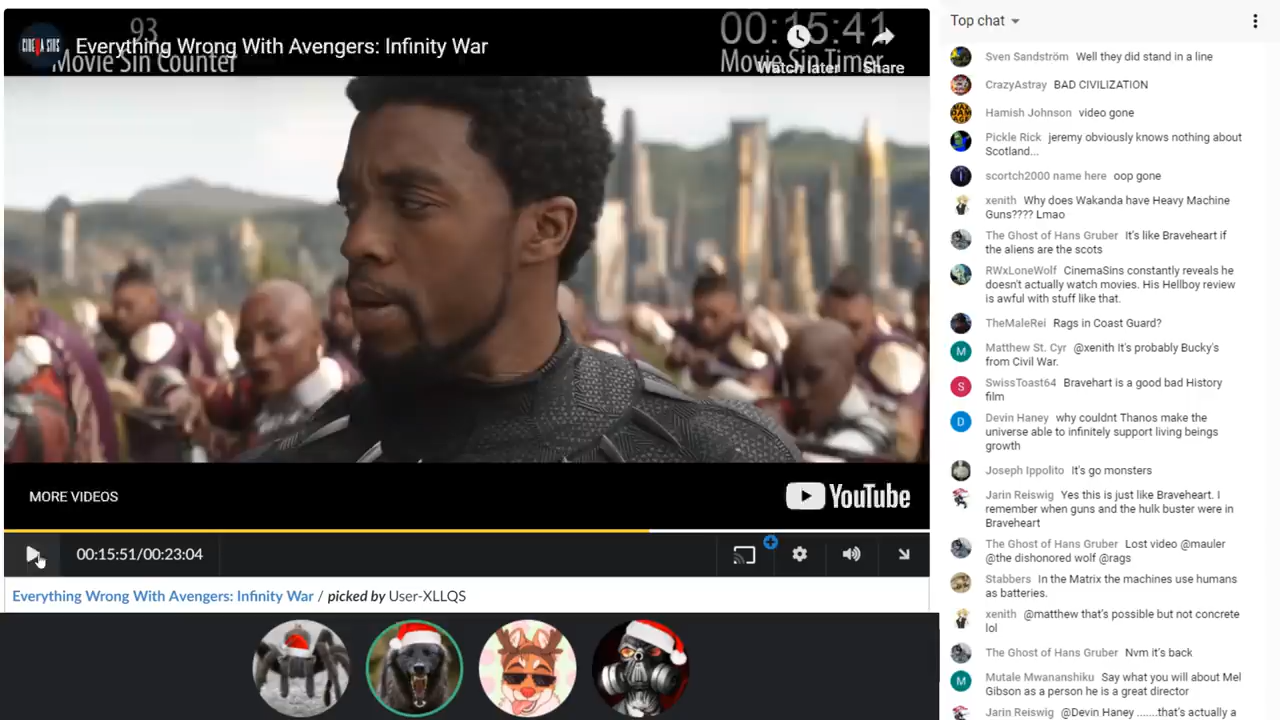 CINEMA SINS
Everything Wrong With Avengers: Infinity War
93
Movie Sin Counter
00:15:41
Movie Sin Timer
Watch later
Share
MORE VIDEOS
YouTube
00:15:51/00:23:04
Everything Wrong With Avengers: Infinity War / picked by User-XLLQS
Top chat
Sven Sandström Well they did stand in a line
CrazyAstray BAD CIVILIZATION
Hamish Johnson video gone
Pickle Rick jeremy obviously knows nothing about
Scotland...
scortch2000 name here oop gone
xenith Why does Wakanda have Heavy Machine
Guns???? Lmao
The Ghost of Hans Gruber It's like Braveheart if
the aliens are the scots
RWxLoneWolf CinemaSins constantly reveals he
doesn't actually watch movies. His Hellboy review
is awful with stuff like that.
TheMaleRei Rags in Coast Guard?
M
Matthew St. Cyr @xenith It's probably Bucky's
from Civil War.
S
SwissToast64 Bravehart is a good bad History
film
D
Devin Haney why couldnt Thanos make the
universe able to infinitely support living beings
growth
Joseph Ippolito It's go monsters
Jarin Reiswig Yes this is just like Braveheart. I
remember when guns and the hulk buster were in
Braveheart
The Ghost of Hans Gruber Lost video @mauler
@the dishonored wolf @rags
Stabbers In the Matrix the machines use humans
as batteries.
xenith @matthew that's possible but not concrete
lol
The Ghost of Hans Gruber Nvm it's back
M
Mutale Mwananshiku Say what you will about Mel
Gibson as a person he is a great director
Jarin Reiswig @Devin Haney .......that's actually a